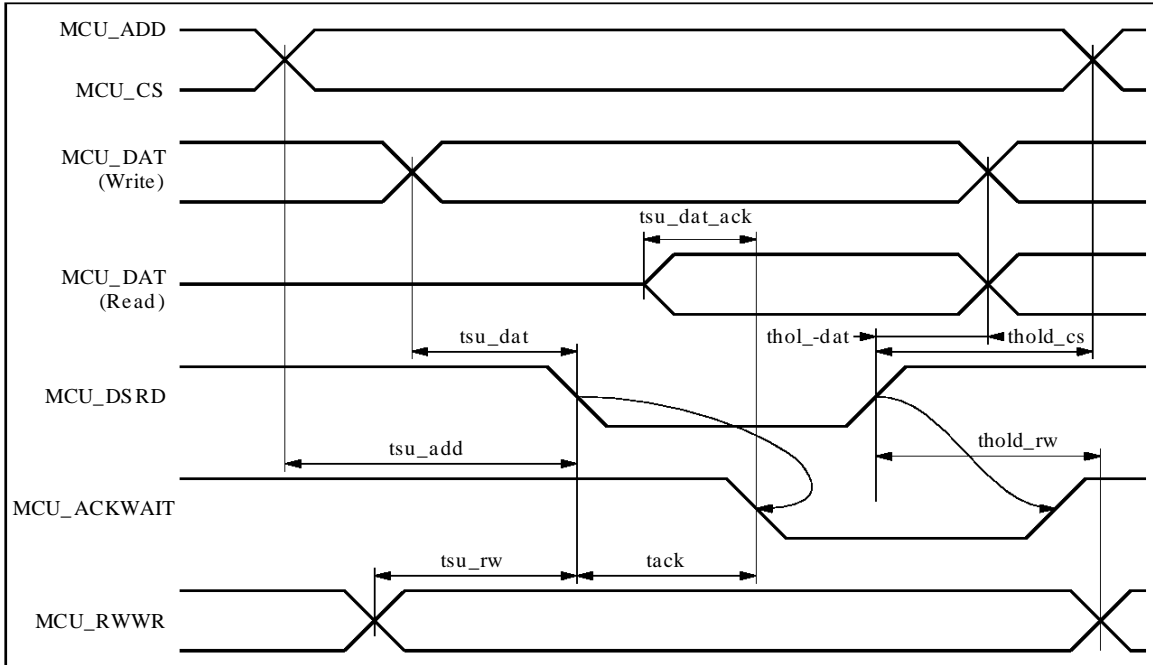 MCU_ADD
MCU_CS
MCU_DAT
(Write)
tsu_dat_ack
MCU_DAT
(Read)
tsu_dat
thol_-dat
thold_cs
MCU_DSRD
tsu_add
thold_rw
MCU_ACKWAIT
tsu_rw
tack
MCU_RWWR